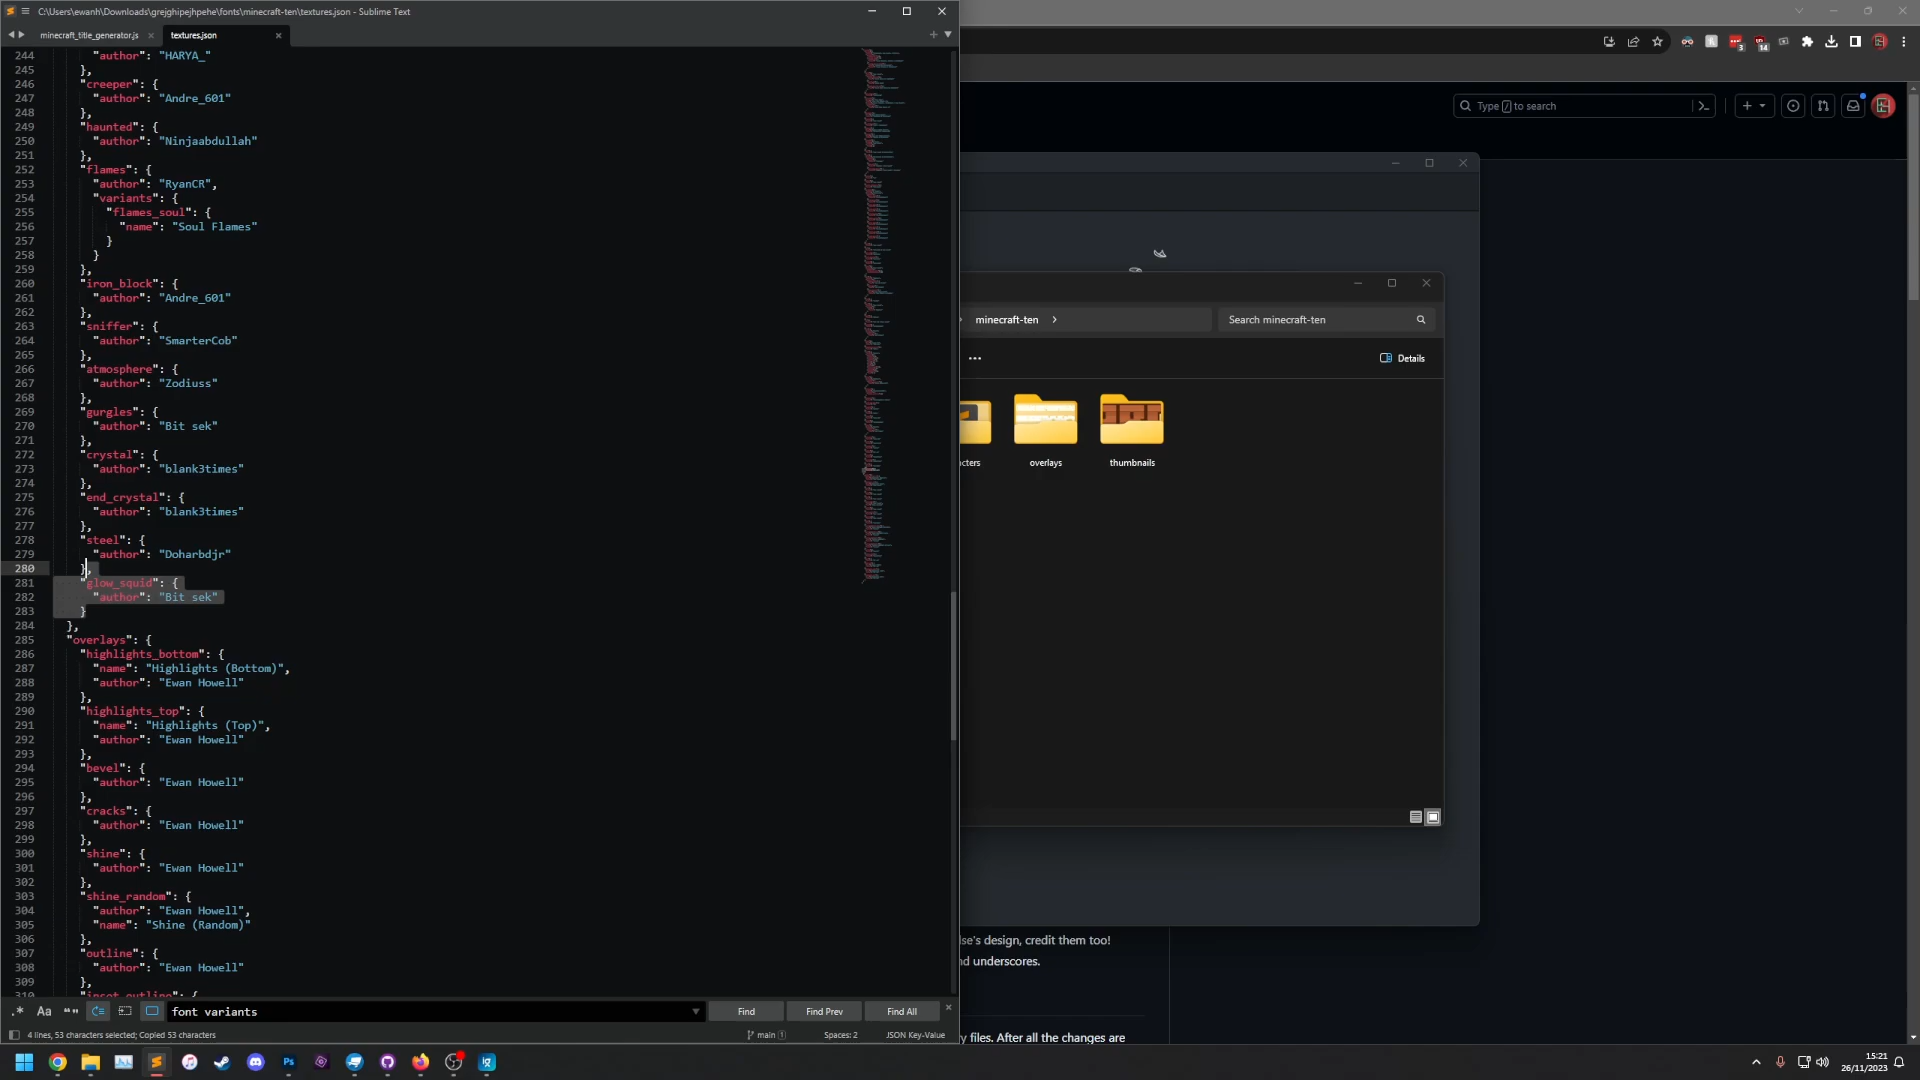 C:\Users\ewanh\Downloads\grejghipejhpehe\fonts\minecraft-ten\textures.json - Sublime Text
minecraft_title_generator.js
textures.json
244 "author": "HARYA_"
245 },
246 "creeper": {
247 "author": "Andre_601"
248 },
249 "haunted": {
250 "author": "Ninjaabdullah"
251 },
252 "flames": {
253 "author": "RyanCR",
254 "variants": {
255 "flames_soul": {
256 "name": "Soul Flames"
257 }
258 }
259 },
260 "iron_block": {
261 "author": "Andre_601"
262 },
263 "sniffer": {
264 "author": "SmarterCob"
265 },
266 "atmosphere": {
267 "author": "Zodiuss"
268 },
269 "gurgles": {
270 "author": "Bit sek"
271 },
272 "crystal": {
273 "author": "blank3times"
274 },
275 "end_crystal": {
276 "author": "blank3times"
277 },
278 "steel": {
279 "author": "Doharbdjr"
280 },
281 "glow_squid": {
282 "author": "Bit sek"
283 }
284 },
285 "overlays": {
286 "highlights_bottom": {
287 "name": "Highlights (Bottom)",
288 "author": "Ewan Howell"
289 },
290 "highlights_top": {
291 "name": "Highlights (Top)",
292 "author": "Ewan Howell"
293 },
294 "bevel": {
295 "author": "Ewan Howell"
296 },
297 "cracks": {
298 "author": "Ewan Howell"
299 },
300 "shine": {
301 "author": "Ewan Howell"
302 },
303 "shine_random": {
304 "author": "Ewan Howell",
305 "name": "Shine (Random)"
306 },
307 "outline": {
308 "author": "Ewan Howell"
309 },
310 "inset_outline": {
font variants
Find
Find Prev
Find All
4 lines, 53 characters selected; Copied 53 characters
main 1
Spaces: 2
JSON Key-Value
3
14
Type / to search
minecraft-ten
Search minecraft-ten
Details
cters
overlays
thumbnails
lse's design, credit them too!
nd underscores.
y files. After all the changes are
Ps
15:21
26/11/2023